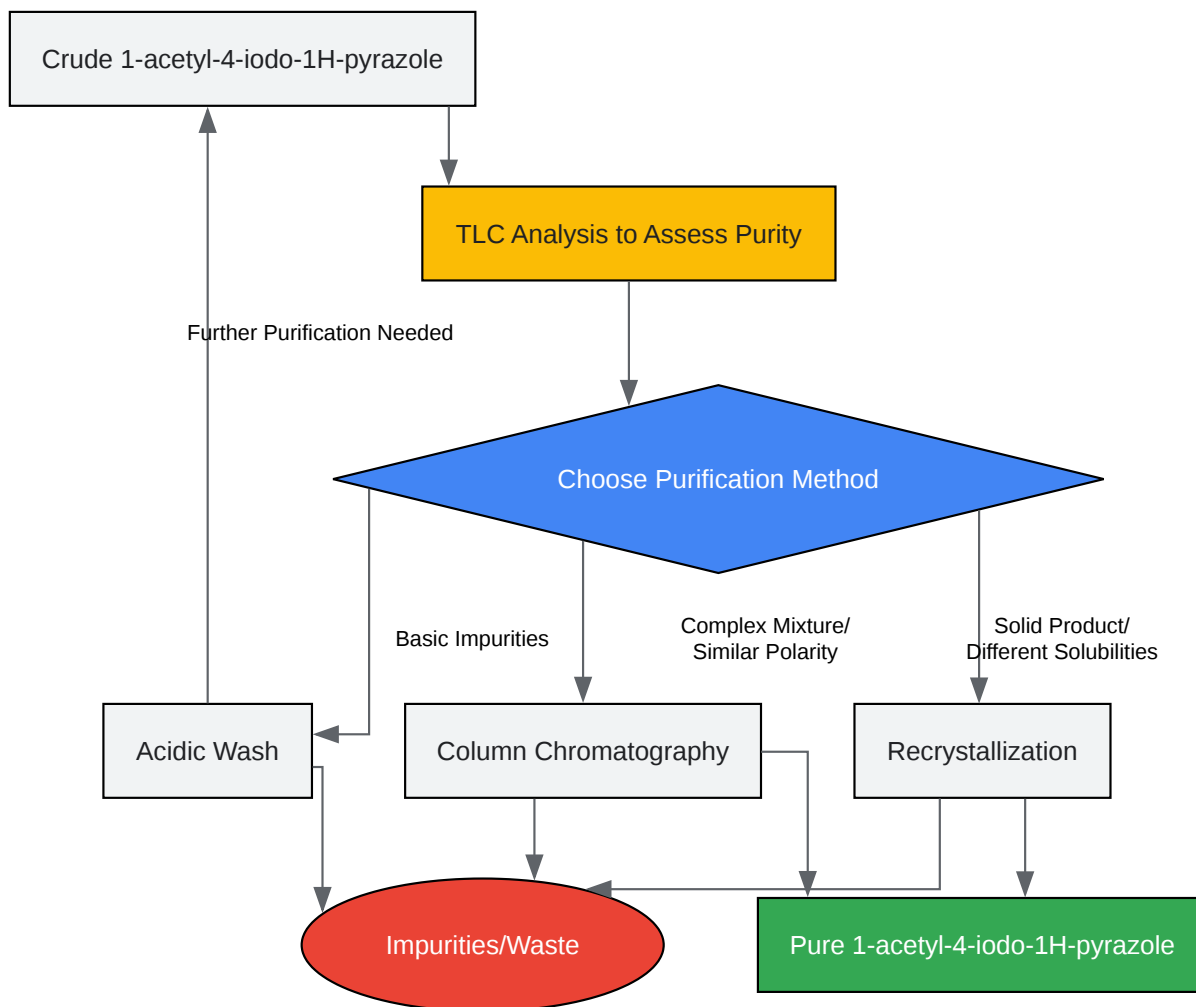 Crude 1-acetyl-4-iodo-1H-pyrazole
TLC Analysis to Assess Purity
Further Purification Needed
Choose Purification Method
Basic Impurities
Complex Mixture/
Similar Polarity
Solid Product/
Different Solubilities
Acidic Wash
Column Chromatography
Recrystallization
Impurities/Waste
Pure 1-acetyl-4-iodo-1H-pyrazole